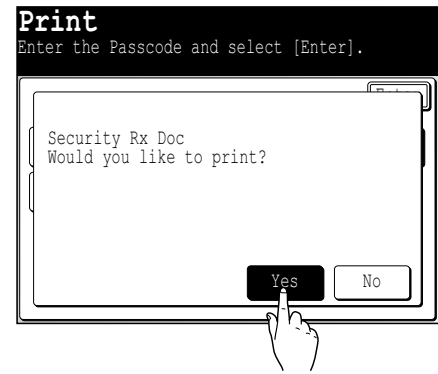 Print
Enter the Passcode and select [Enter].
Security Rx Doc
Would you like to print?
Yes
No